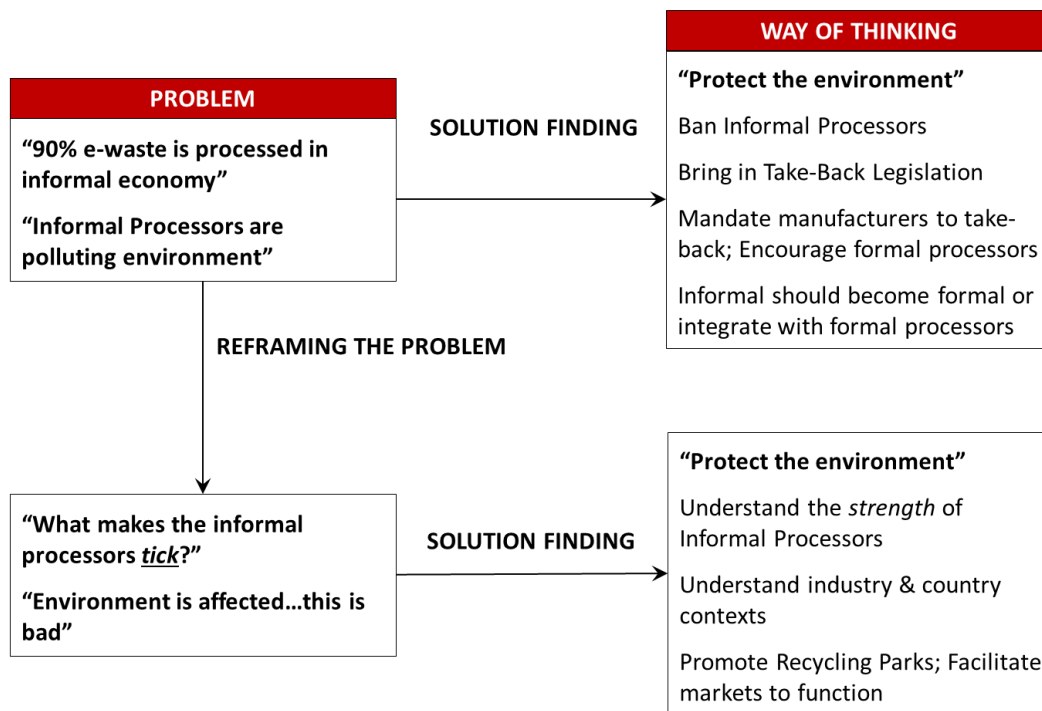 WAY OF THINKING
“Protect the environment”
Ban Informal Processors
Bring in Take-Back Legislation
Mandate manufacturers to take-
back; Encourage formal processors
Informal should become formal or
integrate with formal processors
PROBLEM
“90% e-waste is processed in
informal economy”
“Informal Processors are
polluting environment”
SOLUTION FINDING
REFRAMING THE PROBLEM
“What makes the informal
processors tick?”
“Environment is affected...this is
bad”
SOLUTION FINDING
“Protect the environment”
Understand the strength of
Informal Processors
Understand industry & country
contexts
Promote Recycling Parks; Facilitate
markets to function